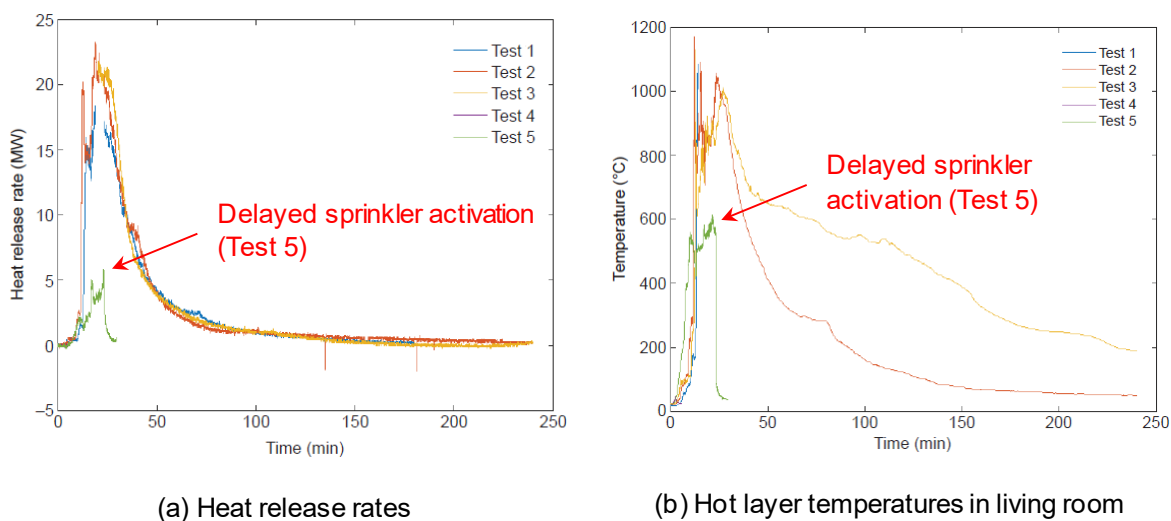 25
20
15
10
5
0
–5
0
50
100
150
200
250
Heat release rate (MW)
Time (min)
Test 1
Test 2
Test 3
Test 4
Test 5
Delayed sprinkler activation
(Test 5)
(a) Heat release rates
1200
1000
800
600
400
200
0
0
50
100
150
200
250
Temperature (°C)
Time (min)
Test 1
Test 2
Test 3
Test 4
Test 5
Delayed sprinkler
activation (Test 5)
(b) Hot layer temperatures in living room